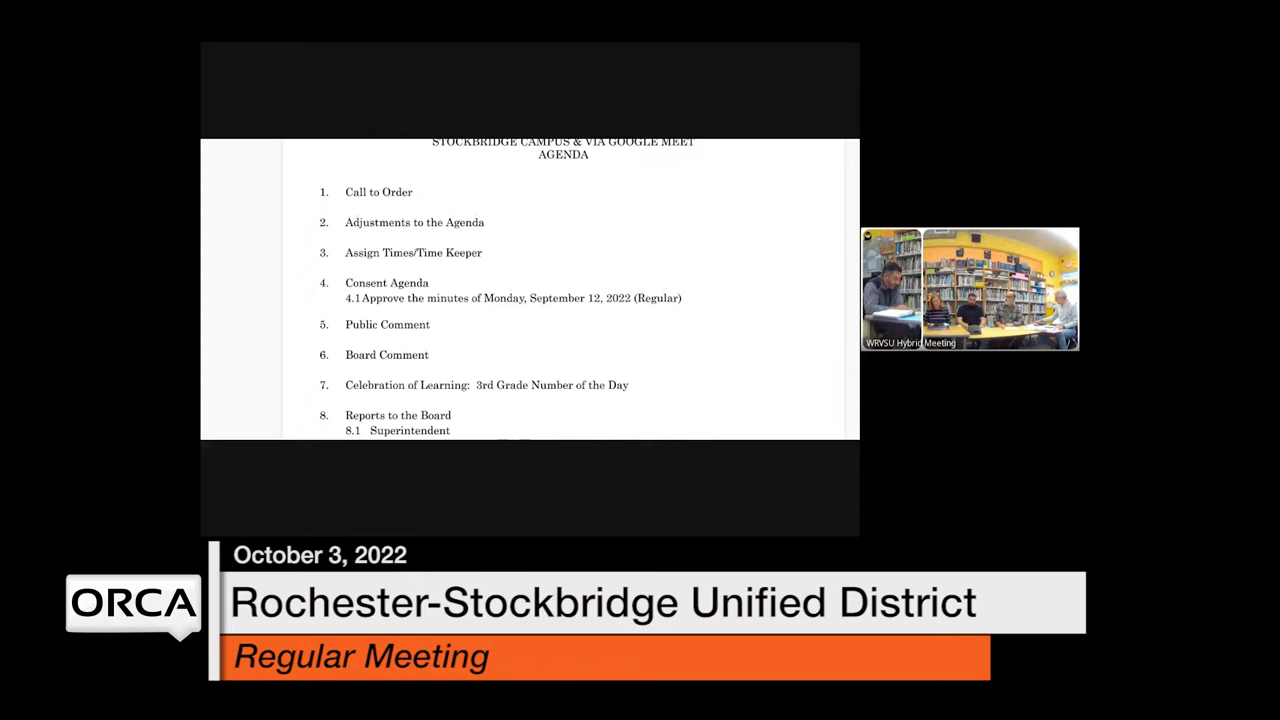 STOCKBRIDGE CAMPUS & VIA GOOGLE MEET
AGENDA
1. Call to Order
2. Adjustments to the Agenda
3. Assign Times/Time Keeper
4. Consent Agenda
4.1Approve the minutes of Monday, September 12, 2022 (Regular)
5. Public Comment
6. Board Comment
7. Celebration of Learning: 3rd Grade Number of the Day
8. Reports to the Board
8.1 Superintendent
WRVSU Hybrid Meeting
October 3, 2022
ORCA
Rochester-Stockbridge Unified District
Regular Meeting